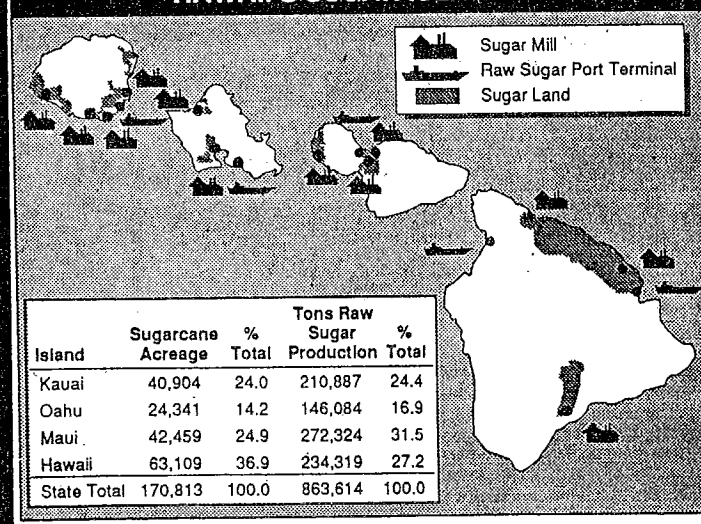 Sugar Mill
Raw Sugar Port Terminal
Sugar Land
Island Sugarcane Acreage % Total Tons Raw Sugar Production % Total
Kauai 40,904 24.0 210,887 24.4
Oahu 24,341 14.2 146,084 16.9
Maui 42,459 24.9 272,324 31.5
Hawaii 63,109 36.9 234,319 27.2
State Total 170,813 100.0 863,614 100.0